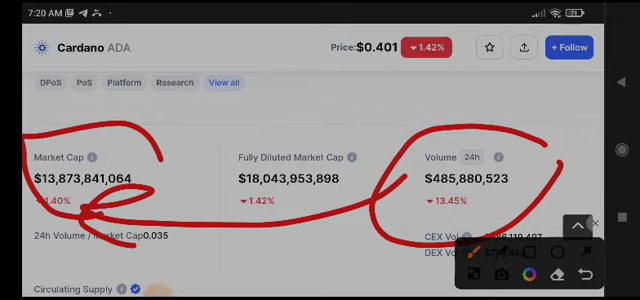 7:20 AM
71
Cardano ADA
Price:$0.401
1.42%
+ Follow
DPoS
PoS
Platform
Research
View all
Market Cap
$13,873,841,064
1.40%
Fully Diluted Market Cap
$18,043,953,898
1.42%
Volume 24h
$485,880,523
13.45%
24h Volume / Market Cap 0.035
CEX Vol
DEX Vol
Circulating Supply